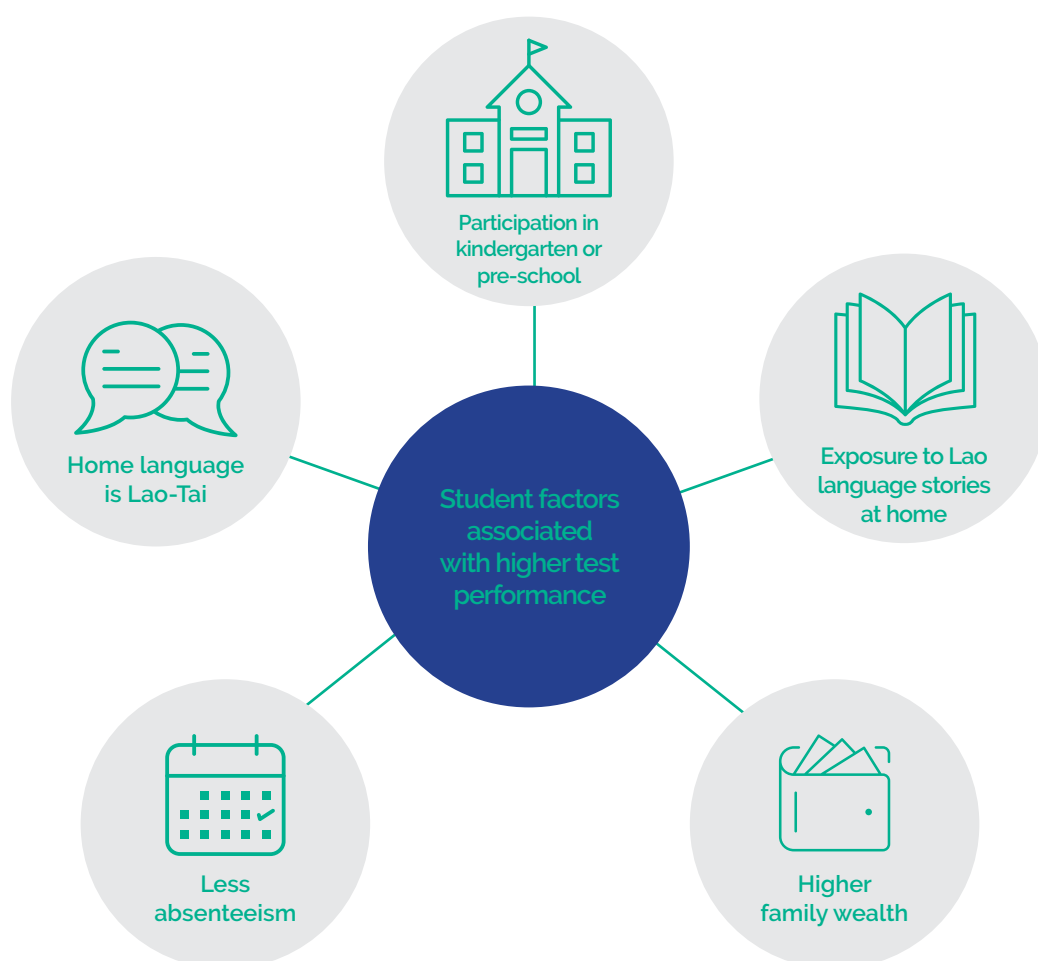 Participation in
kindergarten or
pre-school
Home language
is Lao-Tai
Exposure to Lao
language stories
at home
Student factors
associated
with higher test
performance
Less
absenteeism
Higher
family wealth